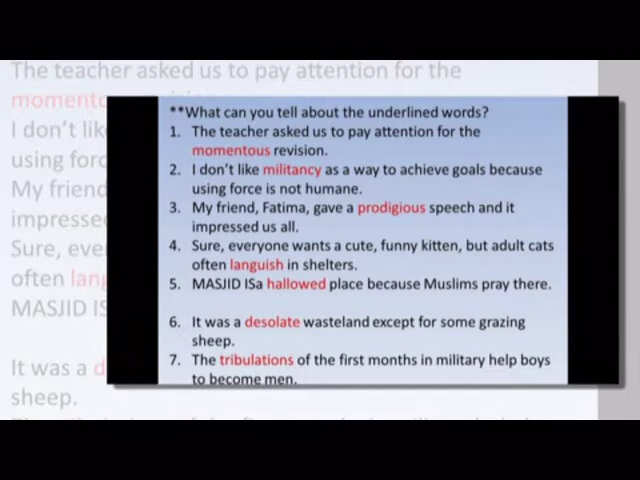 The teacher asked us to pay attention for the
momento
I don't like
using forc
My friend
impresse
Sure, eve
often lang
MASJID IS
It was a d
sheep.
**What can you tell about the underlined words?
1. The teacher asked us to pay attention for the
momentous revision.
2. I don't like militancy as a way to achieve goals because
using force is not humane.
3. My friend, Fatima, gave a prodigious speech and it
impressed us all.
4. Sure, everyone wants a cute, funny kitten, but adult cats
often languish in shelters.
5. MASJID ISa hallowed place because Muslims pray there.
6. It was a desolate wasteland except for some grazing
sheep.
7. The tribulations of the first months in military help boys
to become men.